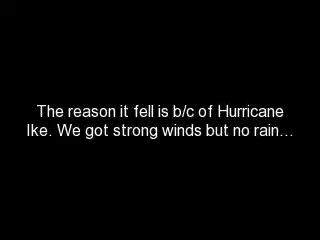 The reason it fell is b/c of Hurricane
Ike. We got strong winds but no rain...